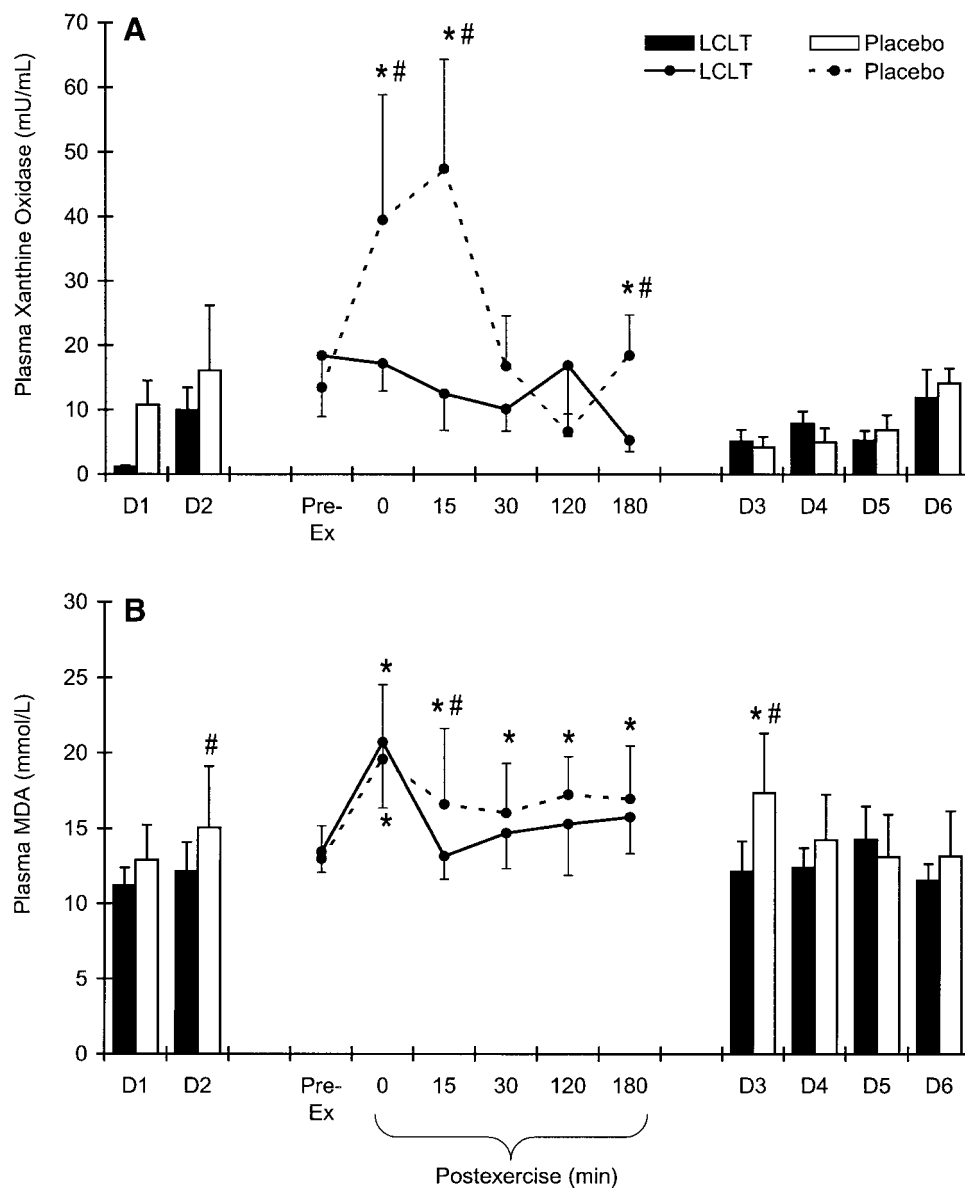 A
Plasma Xanthine Oxidase (mU/mL)
70
60
50
40
30
20
10
0
LCLT Placebo
LCLT Placebo
*# *#
*#
D1 D2 Pre-Ex 0 15 30 120 180 D3 D4 D5 D6
B
Plasma MDA (mmol/L)
30
25
20
15
10
5
0
#
* *# * * *
*
*#
D1 D2 Pre-Ex 0 15 30 120 180 D3 D4 D5 D6
Postexercise (min)